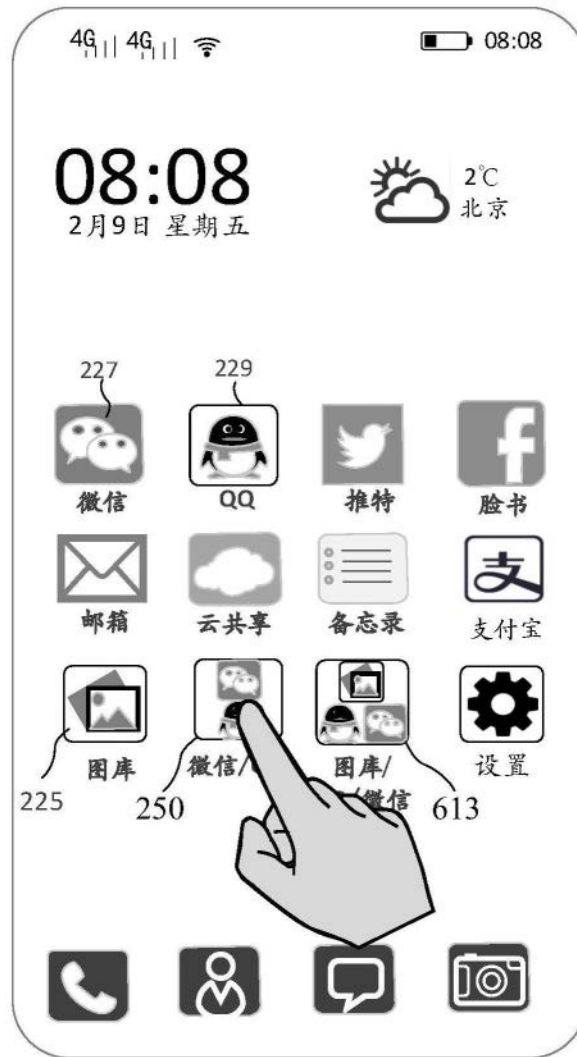 4G 4G 08:08
08:08
2℃
2月9日 星期五
北京
227 229
微信 QQ 推特 脸书
邮箱 云共享 备忘录 支付宝
图库 微信/ 图库/ 设置
/微信
225 250 613